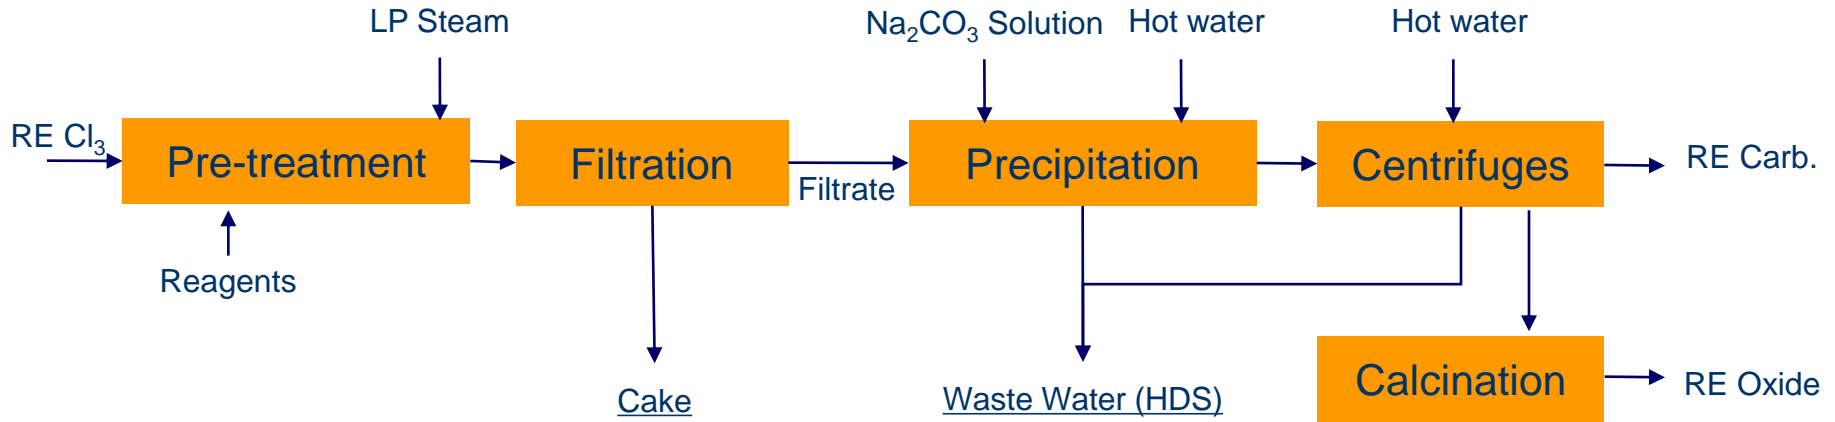 LP Steam
Na₂CO₃ Solution
Hot water
Hot water
RE Cl₃
Pre-treatment
Filtration
Filtrate
Precipitation
Centrifuges
RE Carb.
Reagents
Cake
Waste Water (HDS)
Calcination
RE Oxide